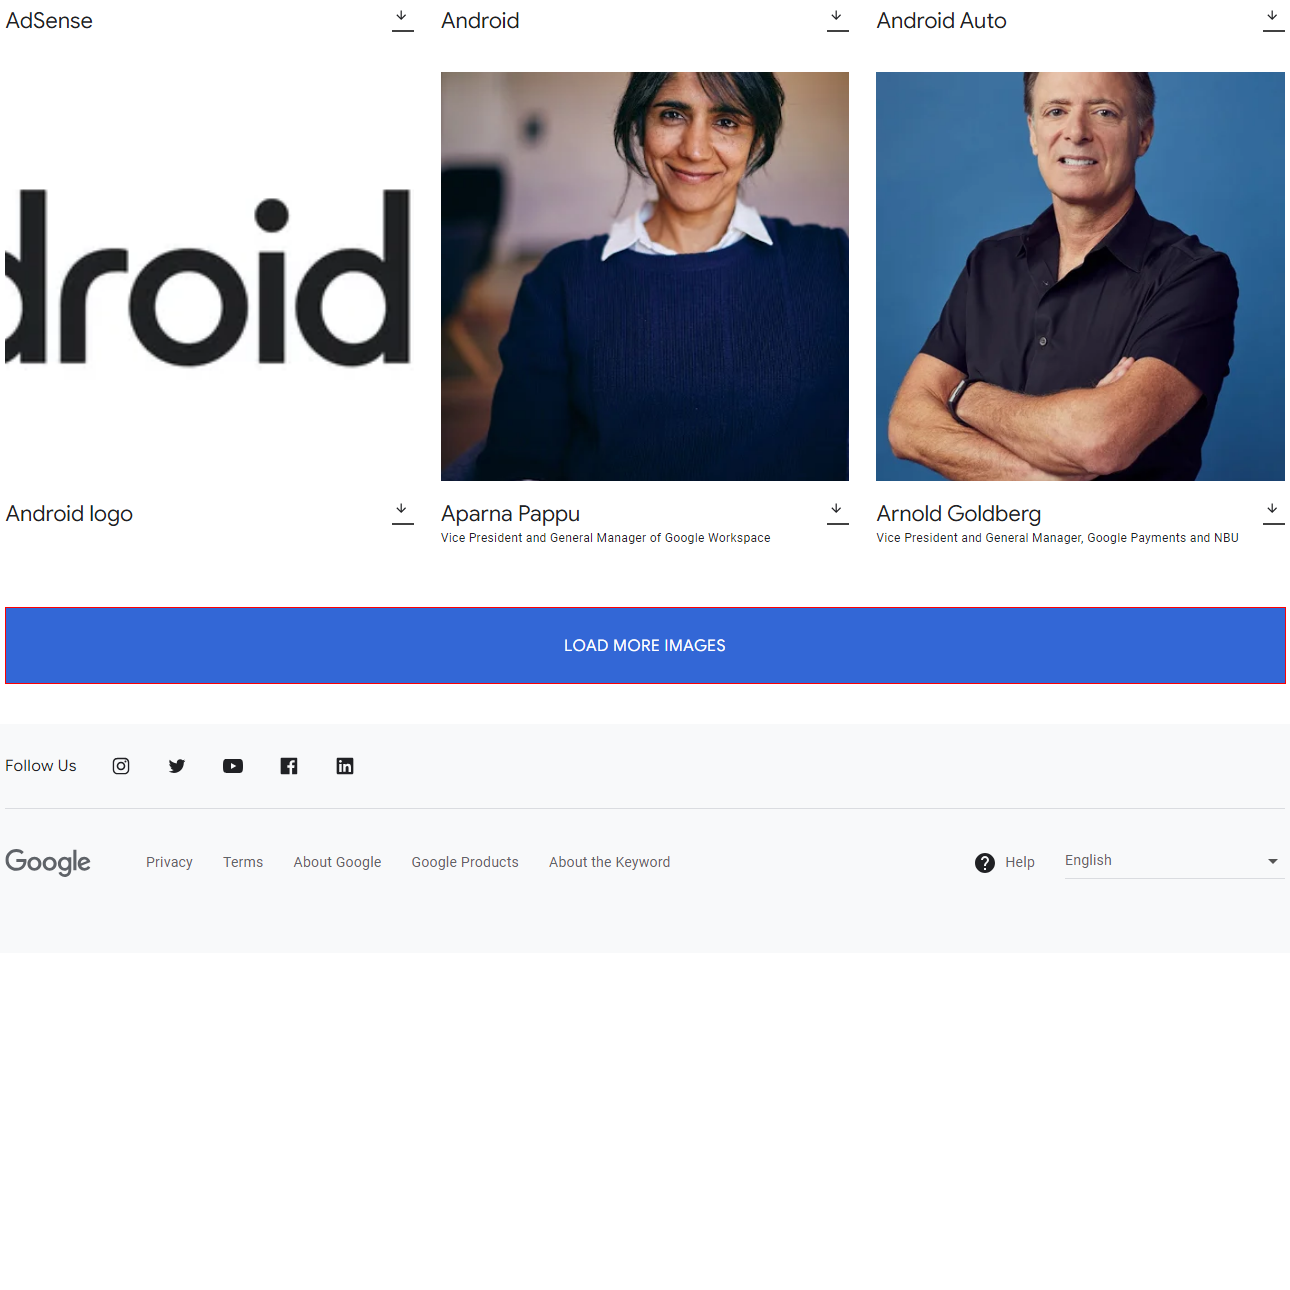 AdSense
Android
Android Auto
droid
Android logo
Aparna Pappu
Vice President and General Manager of Google Workspace
Arnold Goldberg
Vice President and General Manager, Google Payments and NBU
LOAD MORE IMAGES
Follow Us
Google
Privacy
Terms
About Google
Google Products
About the Keyword
Help
English